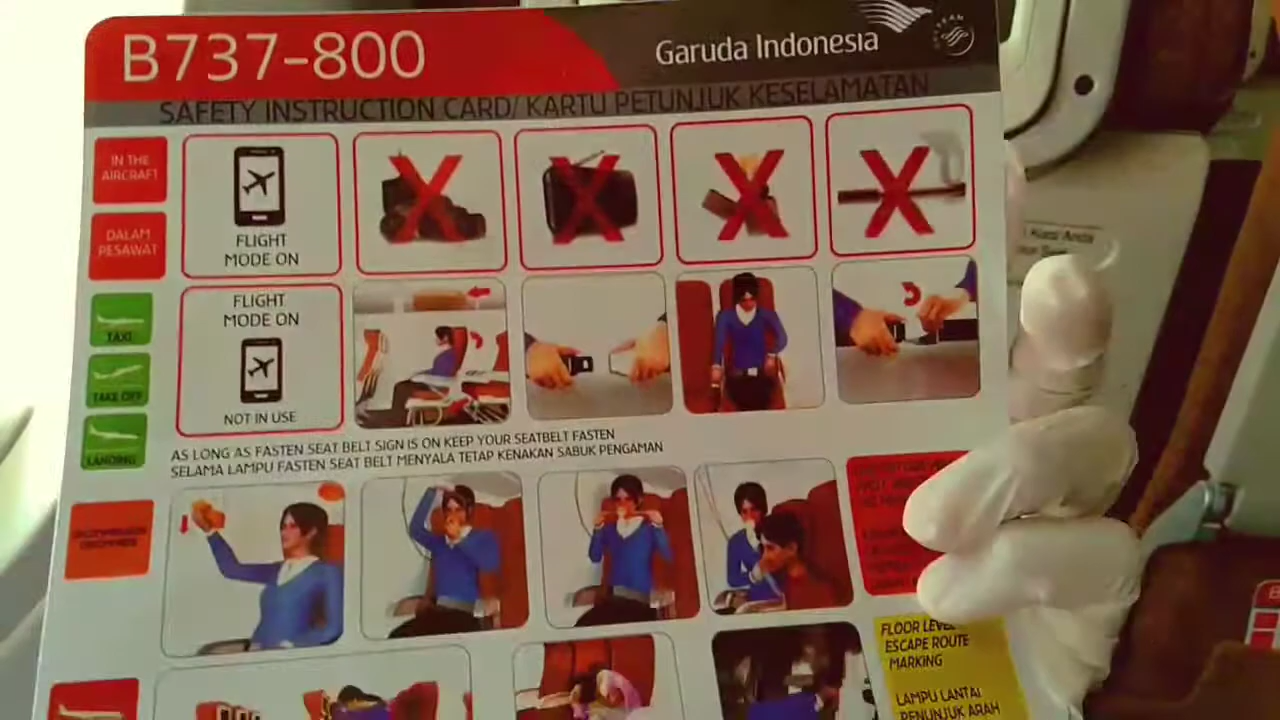 B737-800
Garuda Indonesia
SAFETY INSTRUCTION CARD/ KARTU PETUNJUK KESELAMATAN
IN THE
AIRCRAFT
DALAM
PESAWAT
FLIGHT
MODE ON
FLIGHT
MODE ON
NOT IN USE
TAXI
TAKE OFF
LANDING
AS LONG AS FASTEN SEAT BELT SIGN IS ON KEEP YOUR SEATBELT FASTEN
SELAMA LAMPU FASTEN SEAT BELT MENYALA TETAP KENAKAN SABUK PENGAMAN
FLOOR LEVEL
ESCAPE ROUTE
MARKING
LAMPU LANTAI
PENUNJUK ARAH
Kursi Anda